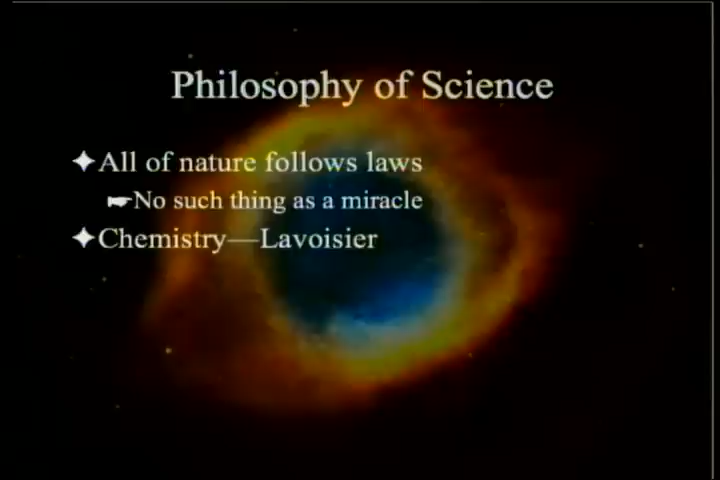 Philosophy of Science
✦All of nature follows laws
☛No such thing as a miracle
✦Chemistry—Lavoisier